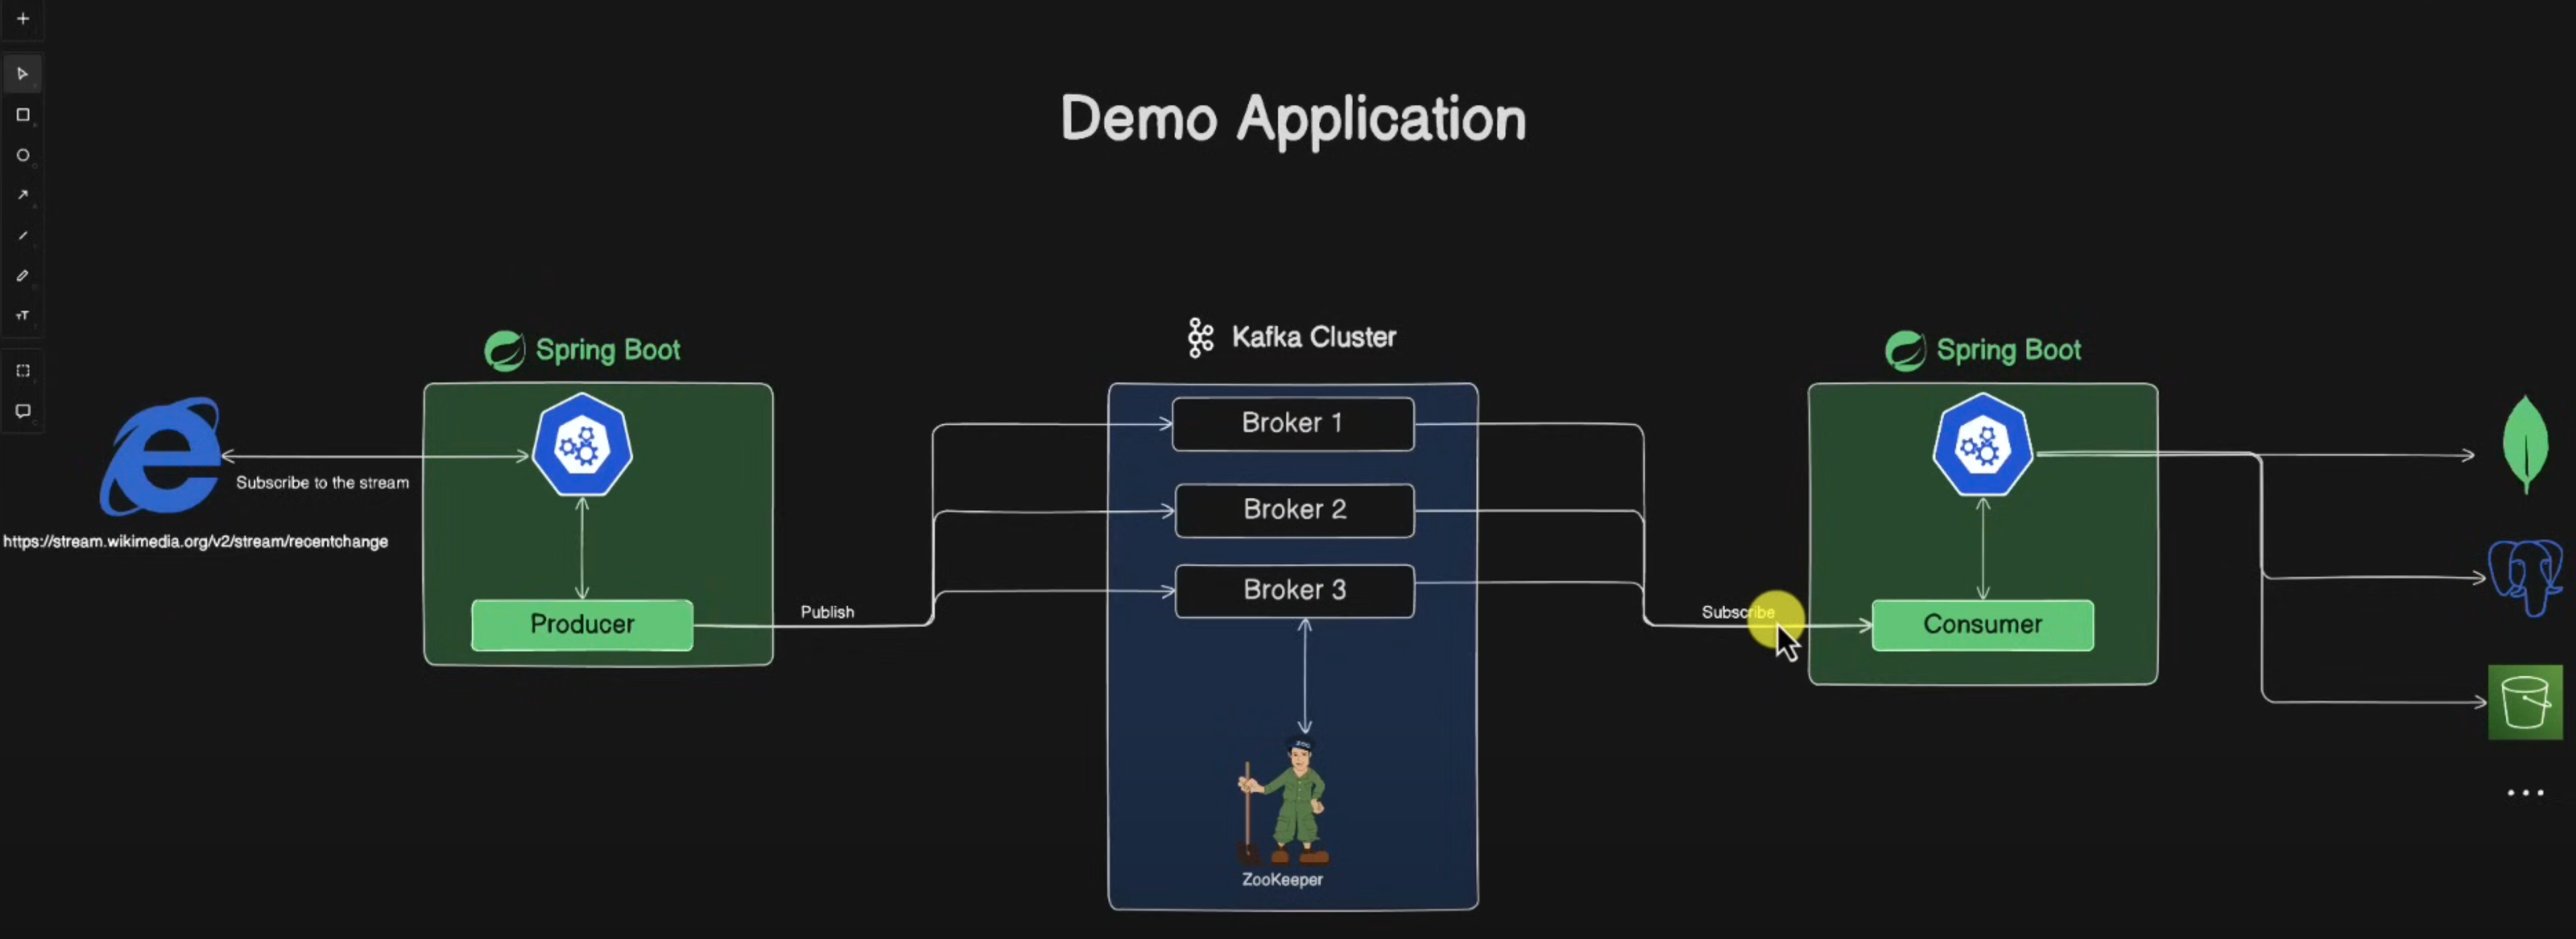 Demo Application
Spring Boot
Kafka Cluster
Spring Boot
Broker 1
Subscribe to the stream
Broker 2
https://stream.wikimedia.org/v2/stream/recentchange
Broker 3
Publish
Subscribe
Producer
Consumer
ZOO
ZooKeeper
...